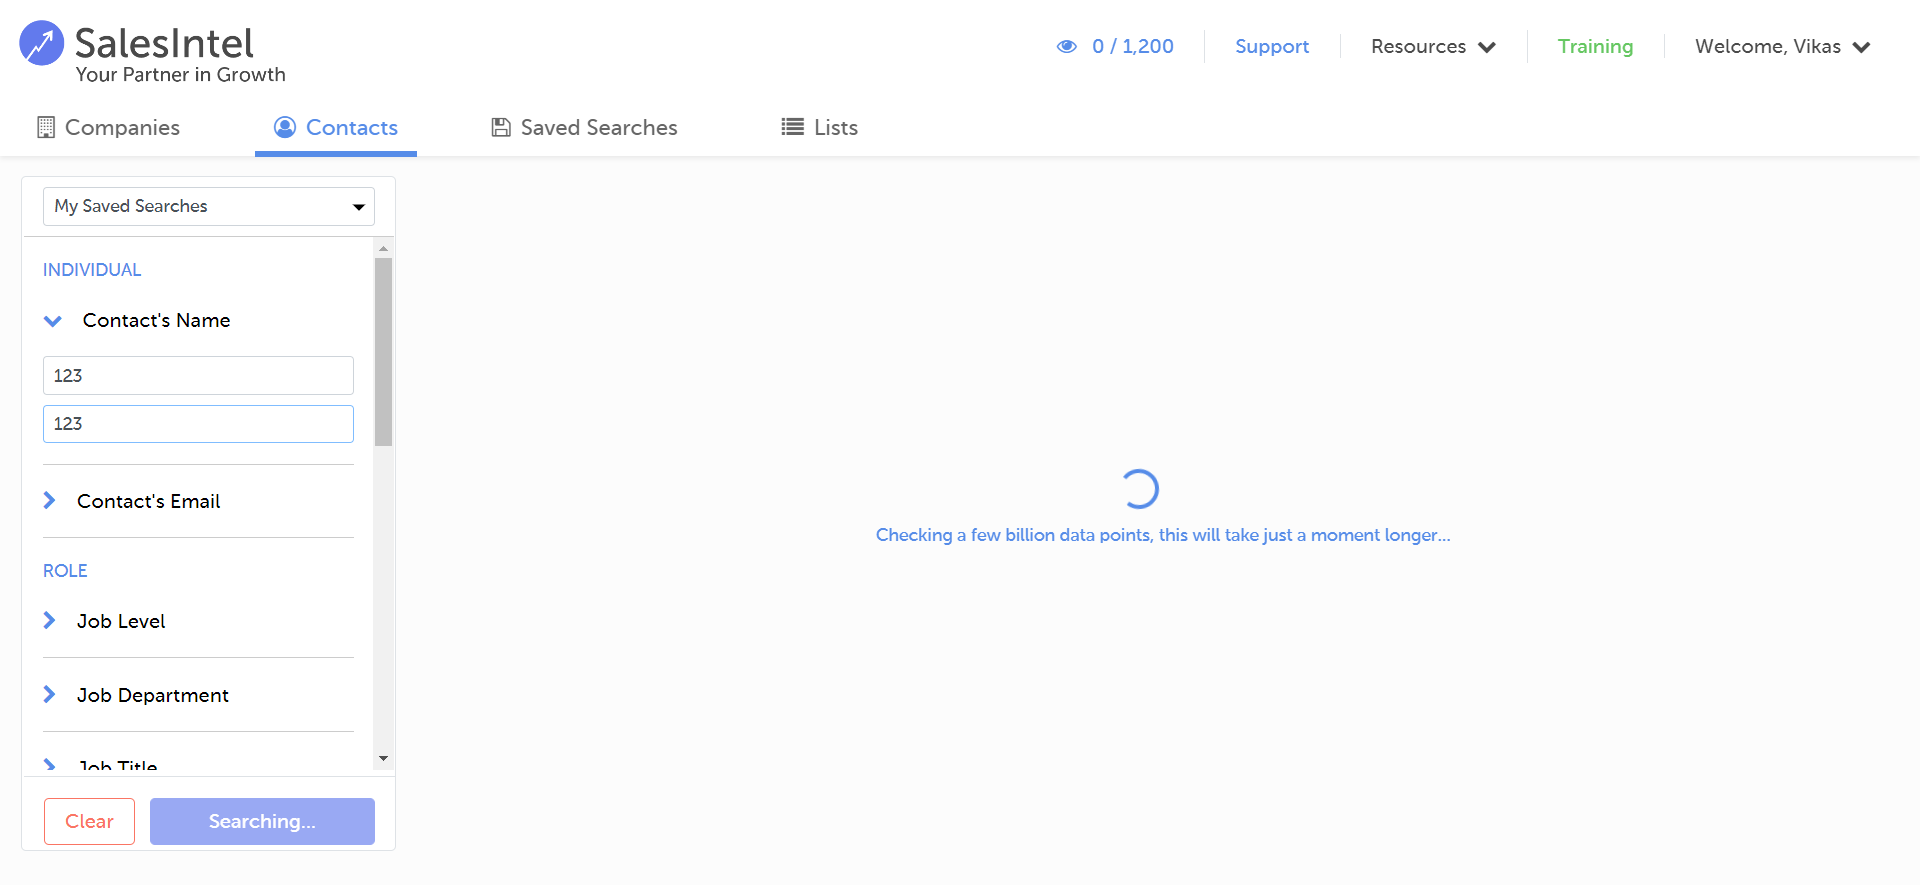 SalesIntel
Your Partner in Growth
0 / 1,200
Support
Resources
Training
Welcome, Vikas
Companies
Contacts
Saved Searches
Lists
My Saved Searches
INDIVIDUAL
Contact's Name
123
123
Contact's Email
ROLE
Job Level
Job Department
Job Title
Clear
Searching...
Checking a few billion data points, this will take just a moment longer...